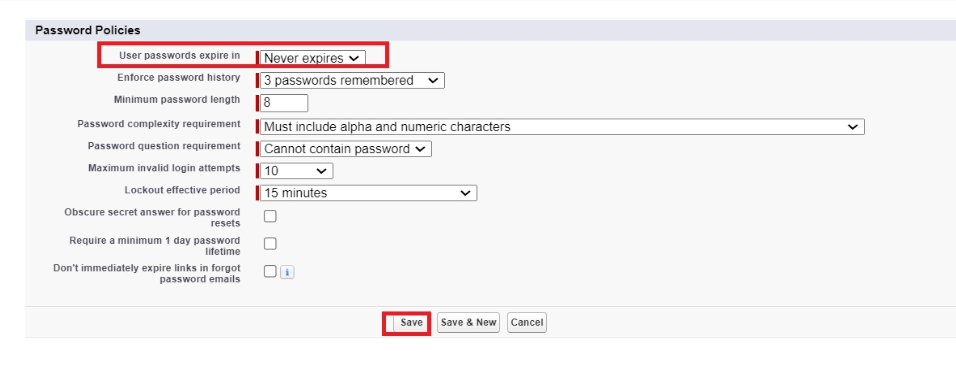 Password Policies
User passwords expire in Never expires
Enforce password history 3 passwords remembered
Minimum password length 8
Password complexity requirement Must include alpha and numeric characters
Password question requirement Cannot contain password
Maximum invalid login attempts 10
Lockout effective period 15 minutes
Obscure secret answer for password
resets
Require a minimum 1 day password
lifetime
Don't immediately expire links in forgot
password emails i
Save Save & New Cancel